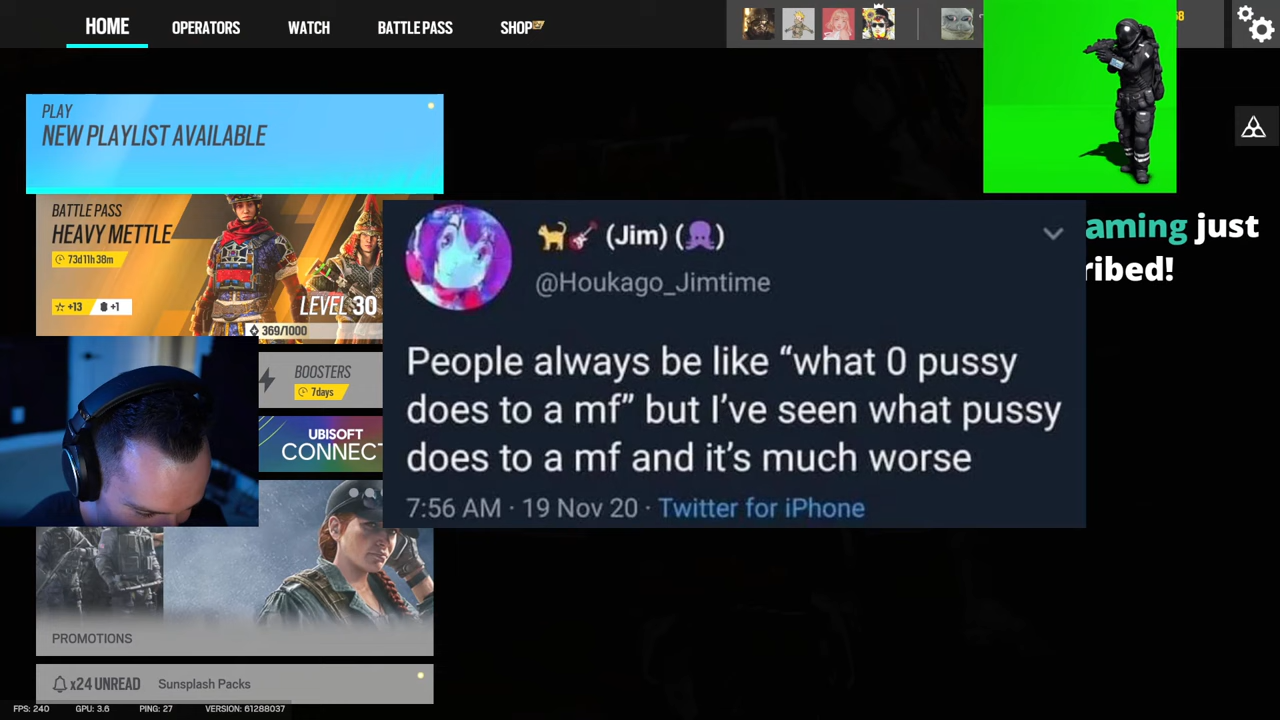 HOME OPERATORS WATCH BATTLE PASS SHOP
PLAY
NEW PLAYLIST AVAILABLE
BATTLE PASS
HEAVY METTLE
73d11h38m
+13 +1
LEVEL 30
369/1000
BOOSTERS
7days
UBISOFT
CONNECT
PROMOTIONS
x24 UNREAD Sunsplash Packs
FPS: 240 GPU: 3.6 PING: 27 VERSION: 61288037
(Jim) ( )
@Houkago_Jimtime
People always be like “what 0 pussy
does to a mf” but I’ve seen what pussy
does to a mf and it’s much worse
7:56 AM · 19 Nov 20 · Twitter for iPhone
aming just
ribed!